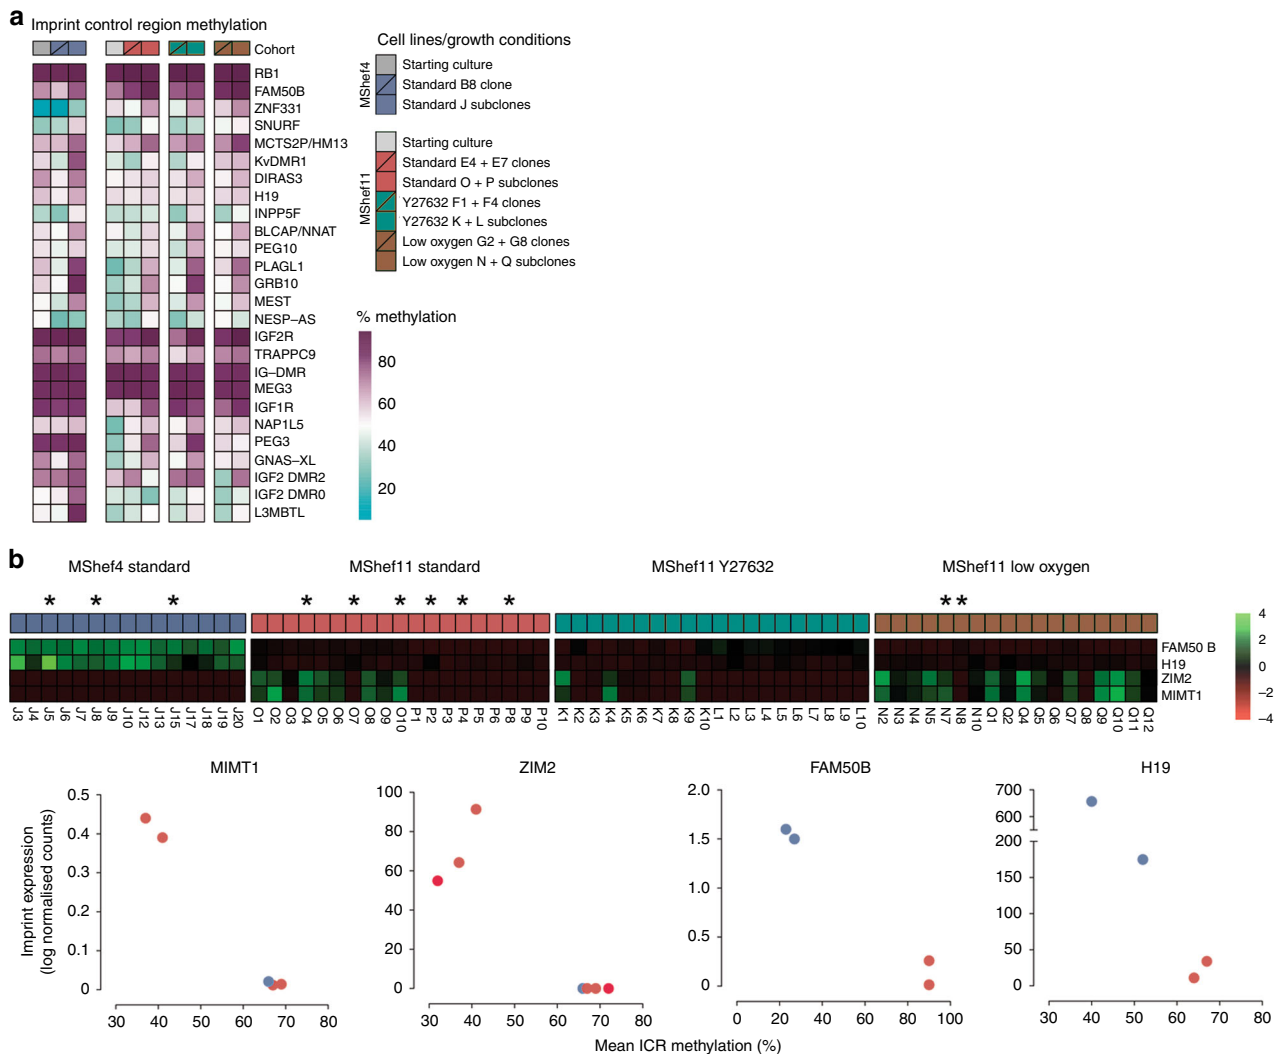 a
Imprint control region methylation
Cohort
RB1
FAM50B
ZNF331
SNURF
MCTS2P/HM13
KvDMR1
DIRAS3
H19
INPP5F
BLCAP/NNAT
PEG10
PLAGL1
GRB10
MEST
NESP–AS
IGF2R
TRAPPC9
IG–DMR
MEG3
IGF1R
NAP1L5
PEG3
GNAS–XL
IGF2 DMR2
IGF2 DMR0
L3MBTL
Cell lines/growth conditions
MShef4
Starting culture
Standard B8 clone
Standard J subclones
MShef11
Starting culture
Standard E4 + E7 clones
Standard O + P subclones
Y27632 F1 + F4 clones
Y27632 K + L subclones
Low oxygen G2 + G8 clones
Low oxygen N + Q subclones
% methylation
80
60
40
20
b
MShef4 standard
MShef11 standard
MShef11 Y27632
MShef11 low oxygen
* * *
* * * * * *
* *
FAM50 B
H19
ZIM2
MIMT1
4
2
0
−2
−4
J3 J4 J5 J6 J7 J8 J9 J10 J12 J13 J15 J17 J18 J19 J20
O1 O2 O3 O4 O5 O6 O7 O8 O9 O10 P1 P2 P3 P4 P5 P6 P8 P9 P10
K1 K2 K3 K4 K5 K6 K7 K8 K9 K10 L1 L2 L3 L4 L5 L6 L7 L8 L9 L10
N2 N3 N4 N5 N7 N8 N10 Q1 Q2 Q4 Q5 Q6 Q7 Q8 Q9 Q10 Q11 Q12
MIMT1
ZIM2
FAM50B
H19
Imprint expression
(log normalised counts)
0.5
0.4
0.3
0.2
0.1
0
30 40 50 60 70 80
100
80
60
40
20
0
30 40 50 60 70 80
2.0
1.5
1.0
0.5
0
0 20 40 60 80 100
700
600
200
150
100
50
0
30 40 50 60 70 80
Mean ICR methylation (%)